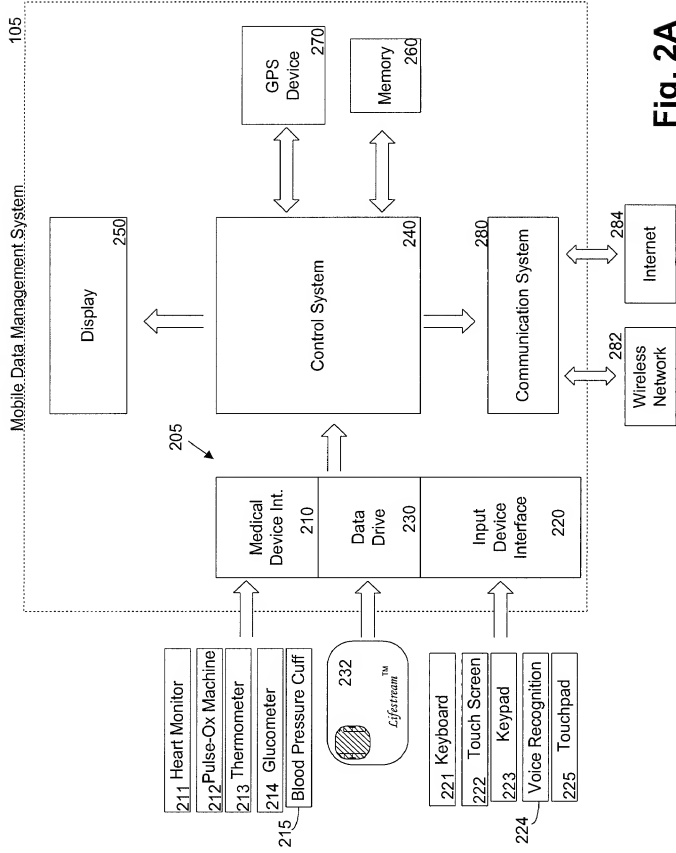 Mobile Data Management System
105
211 Heart Monitor
212 Pulse-Ox Machine
213 Thermometer
214 Glucometer
215
Blood Pressure Cuff
232
Lifestream™
221 Keyboard
222 Touch Screen
223 Keypad
224
Voice Recognition
225 Touchpad
205
Medical
Device Int.
210
Data
Drive
230
Input
Device
Interface
220
Display
250
Control System
240
Communication System
280
GPS
Device
270
Memory
260
282
Wireless
Network
284
Internet
Fig. 2A